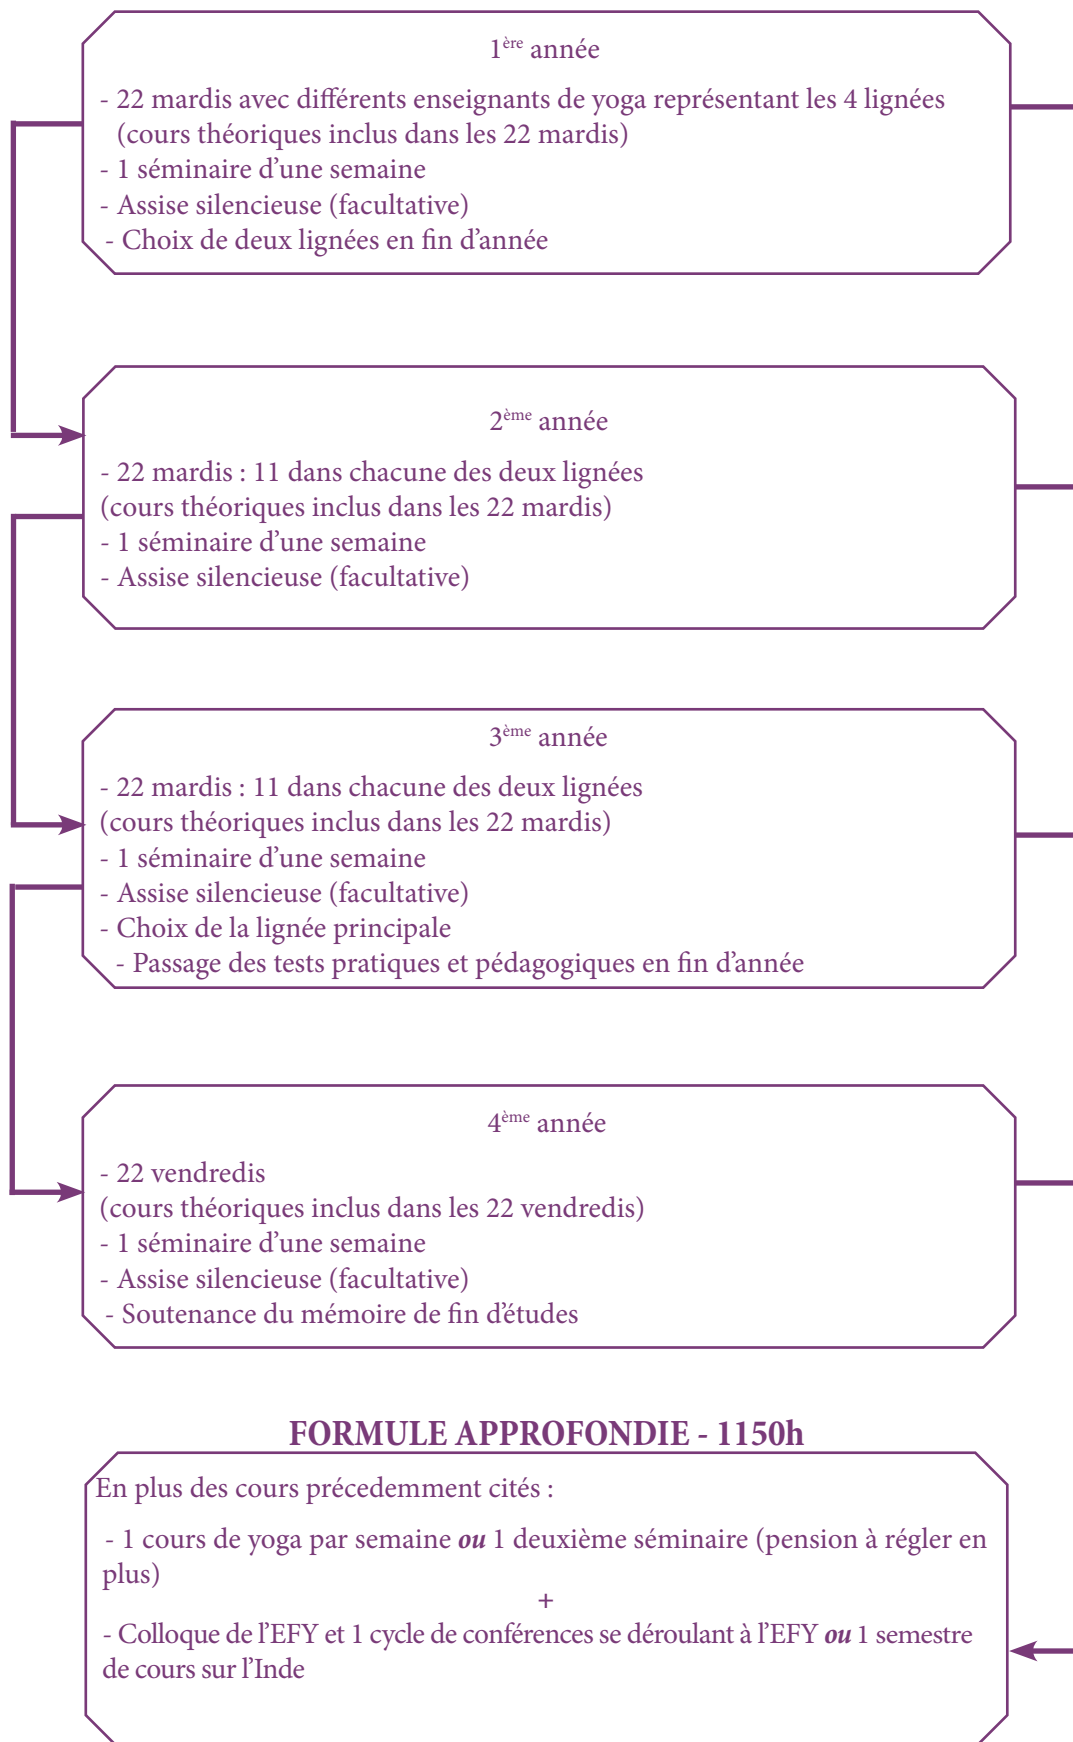 1ère année
- 22 mardis avec différents enseignants de yoga représentant les 4 lignées
(cours théoriques inclus dans les 22 mardis)
- 1 séminaire d'une semaine
- Assise silencieuse (facultative)
- Choix de deux lignées en fin d'année
2ème année
- 22 mardis : 11 dans chacune des deux lignées
(cours théoriques inclus dans les 22 mardis)
- 1 séminaire d'une semaine
- Assise silencieuse (facultative)
3ème année
- 22 mardis : 11 dans chacune des deux lignées
(cours théoriques inclus dans les 22 mardis)
- 1 séminaire d'une semaine
- Assise silencieuse (facultative)
- Choix de la lignée principale
- Passage des tests pratiques et pédagogiques en fin d'année
4ème année
- 22 vendredis
(cours théoriques inclus dans les 22 vendredis)
- 1 séminaire d'une semaine
- Assise silencieuse (facultative)
- Soutenance du mémoire de fin d'études
FORMULE APPROFONDIE - 1150h
En plus des cours précedemment cités :
- 1 cours de yoga par semaine ou 1 deuxième séminaire (pension à régler en
plus)
+
- Colloque de l'EFY et 1 cycle de conférences se déroulant à l'EFY ou 1 semestre
de cours sur l'Inde